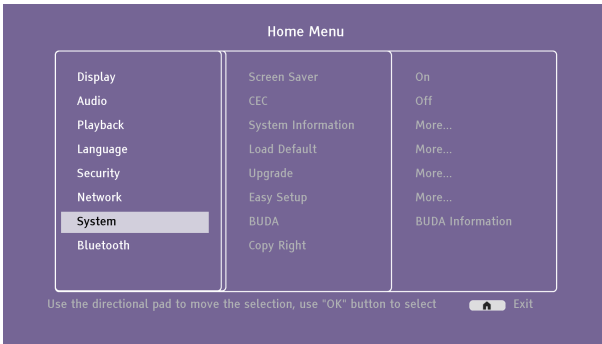 Home Menu
Display Screen Saver On
Audio CEC Off
Playback System Information More...
Language Load Default More...
Security Upgrade More...
Network Easy Setup More...
System BUDA BUDA Information
Bluetooth Copy Right
Use the directional pad to move the selection, use "OK" button to select Exit